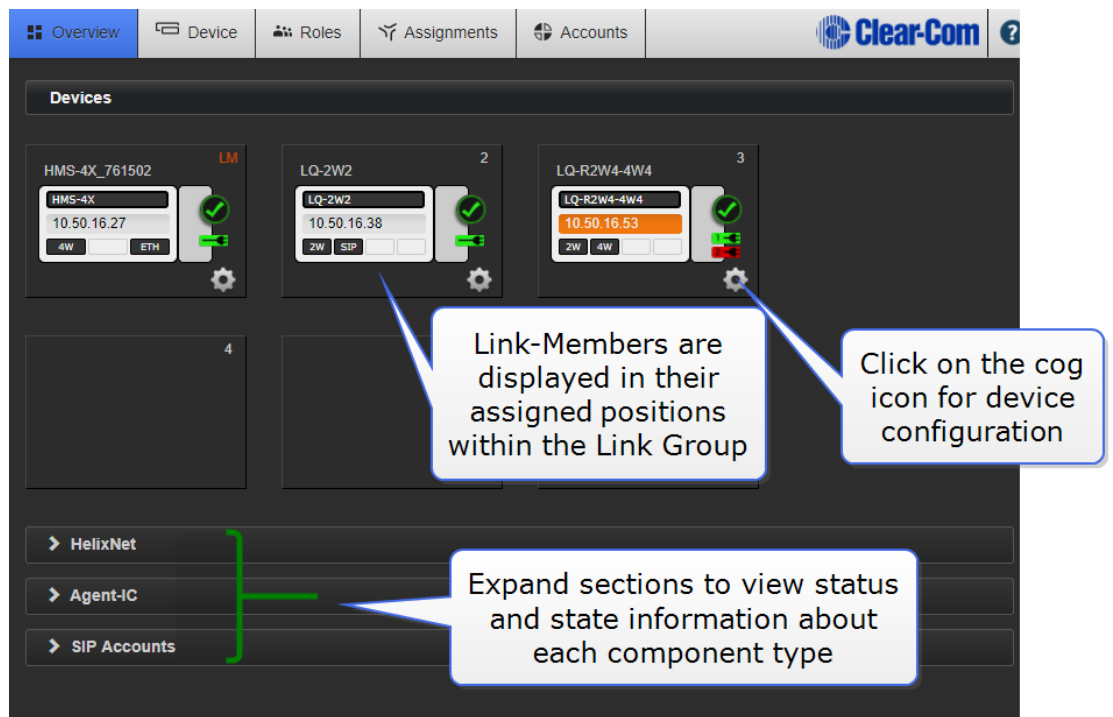 Overview Device Roles Assignments Accounts Clear-Com ?
Devices
HMS-4X_761502 LM
HMS-4X
10.50.16.27
4W ETH
LQ-2W2 2
LQ-2W2
10.50.16.38
2W SIP
LQ-R2W4-4W4 3
LQ-R2W4-4W4
10.50.16.53
2W 4W
1
2
4
Link-Members are
displayed in their
assigned positions
within the Link Group
Click on the cog
icon for device
configuration
HelixNet
Agent-IC
SIP Accounts
Expand sections to view status
and state information about
each component type